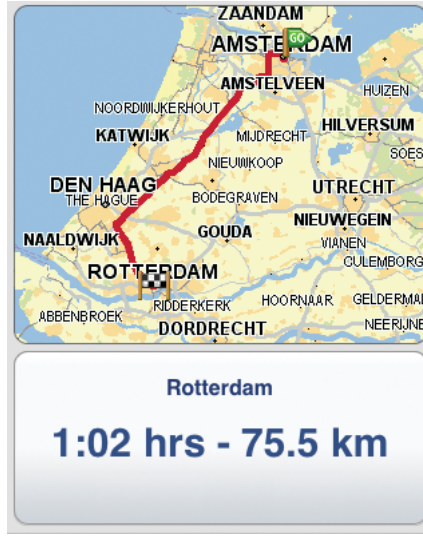 ZAANDAM
GO
AMSTERDAM
AMSTELVEEN
HUIZEN
NOORDWIJKERHOUT
KATWIJK
MIJDRECHT
HILVERSUM
NIEUWKOOP
SOES
DEN HAAG
THE HAGUE
BODEGRAVEN
UTRECHT
NAALDWIJK
GOUDA
NIEUWEGEIN
VIANEN
CULEMBORG
ROTTERDAM
RIDDERKERK
HOORNAAR
GELDERMAL
ABBENBROEK
DORDRECHT
NEERIJNE
Rotterdam
1:02 hrs - 75.5 km